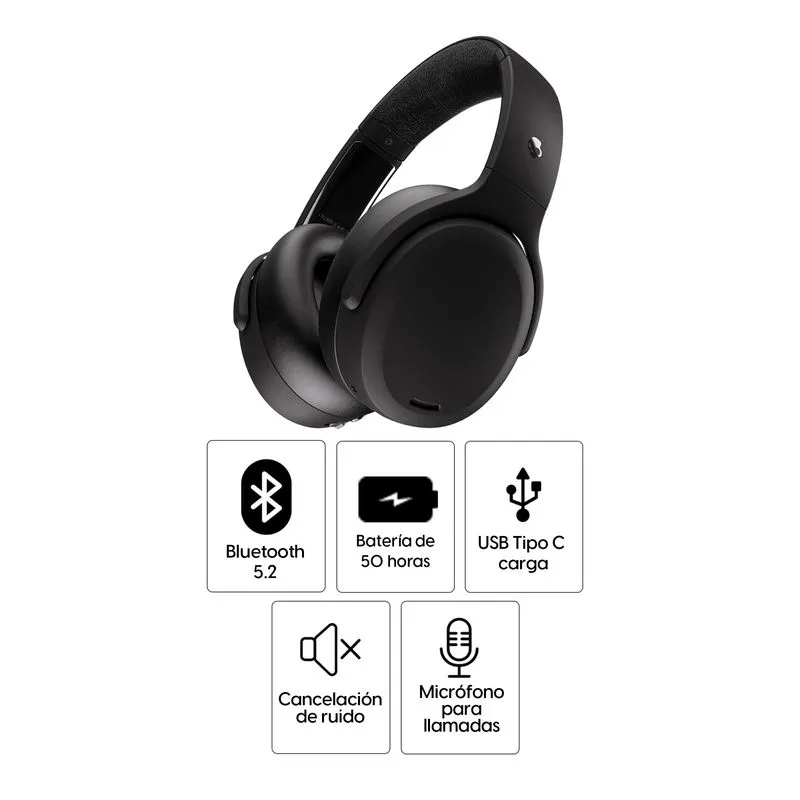 Bluetooth
5.2
Batería de
50 horas
USB Tipo C
carga
Cancelación
de ruido
Micrófono
para
llamadas